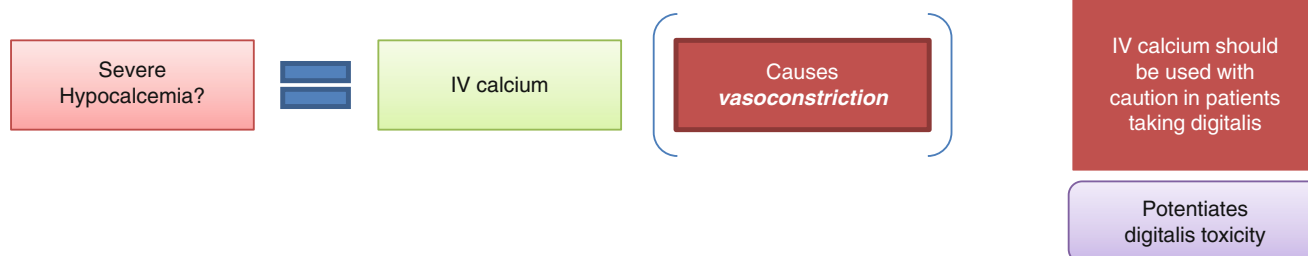 Severe
Hypocalcemia?
IV calcium
Causes
vasoconstriction
IV calcium should
be used with
caution in patients
taking digitalis
Potentiates
digitalis toxicity